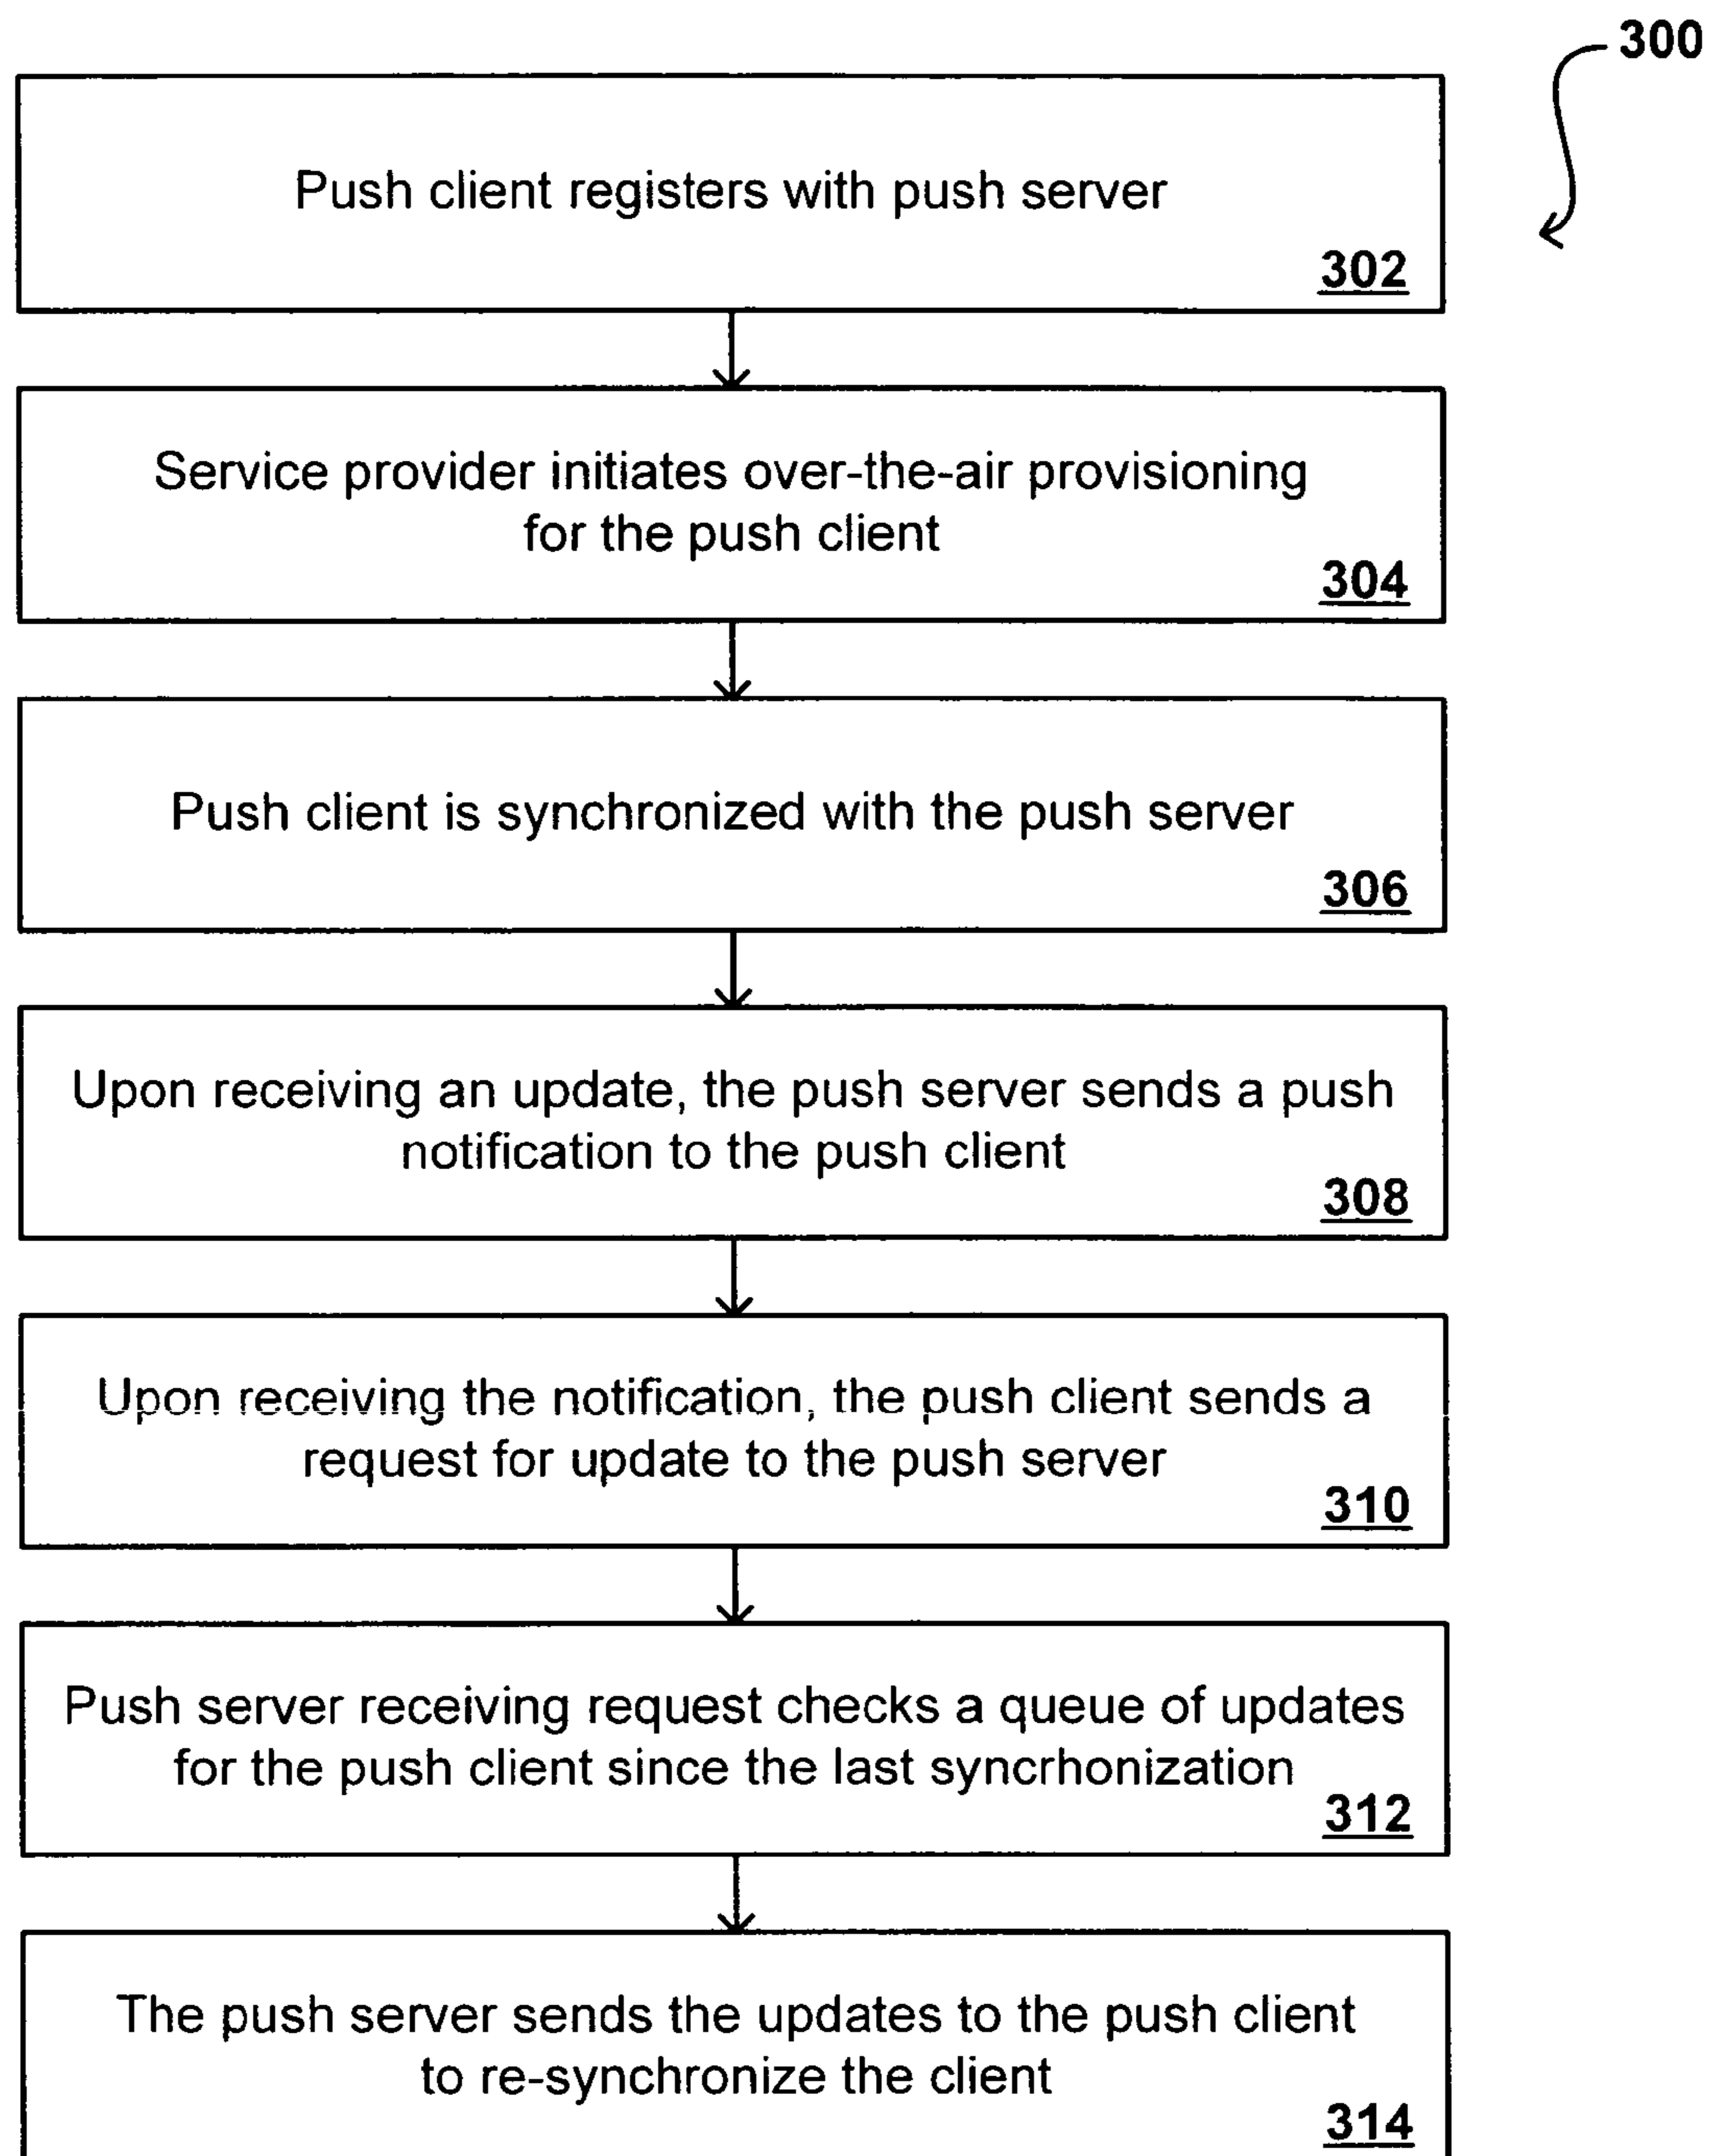 300
Push client registers with push server
302
Service provider initiates over-the-air provisioning
for the push client
304
Push client is synchronized with the push server
306
Upon receiving an update, the push server sends a push
notification to the push client
308
Upon receiving the notification, the push client sends a
request for update to the push server
310
Push server receiving request checks a queue of updates
for the push client since the last syncrhonization
312
The push server sends the updates to the push client
to re-synchronize the client
314